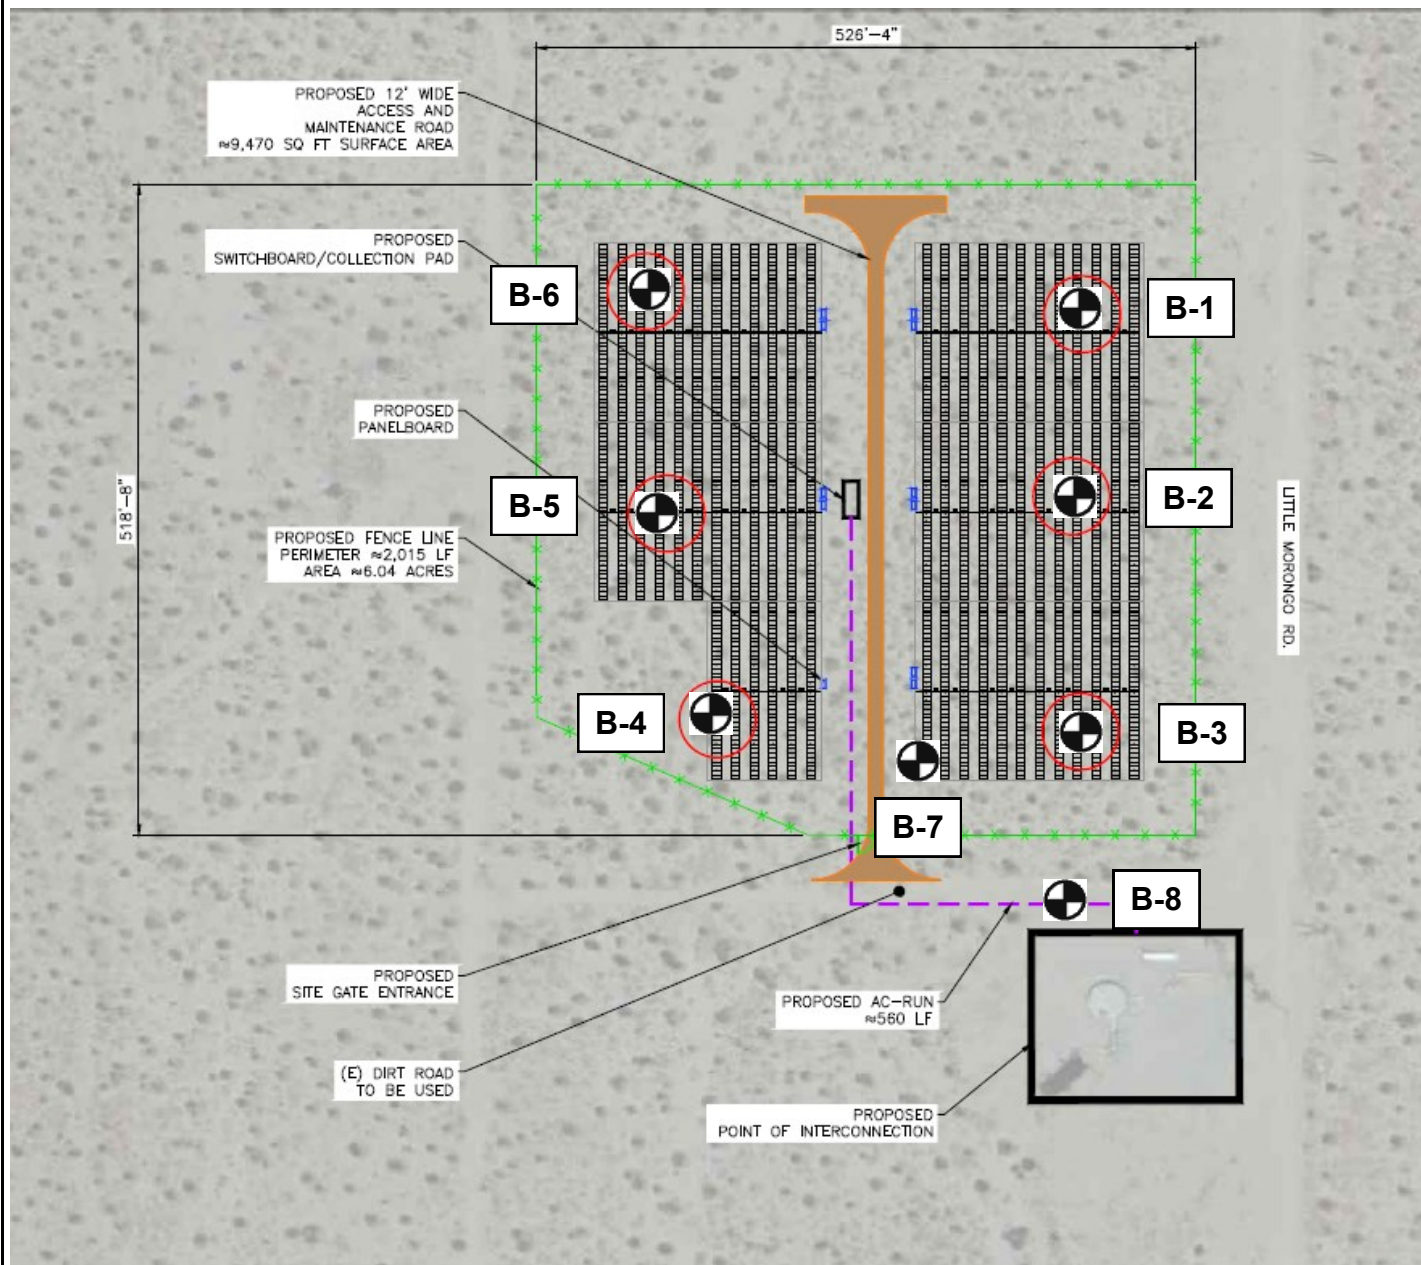 526'-4"
PROPOSED 12' WIDE
ACCESS AND
MAINTENANCE ROAD
≈9,470 SQ FT SURFACE AREA
PROPOSED
SWITCHBOARD/COLLECTION PAD
B-6
B-1
PROPOSED
PANELBOARD
B-5
B-2
518'-8"
PROPOSED FENCE LINE
PERIMETER ≈2,015 LF
AREA ≈6.04 ACRES
LITTLE MORONGO RD.
B-4
B-3
B-7
B-8
PROPOSED
SITE GATE ENTRANCE
PROPOSED AC-RUN
≈560 LF
(E) DIRT ROAD
TO BE USED
PROPOSED
POINT OF INTERCONNECTION